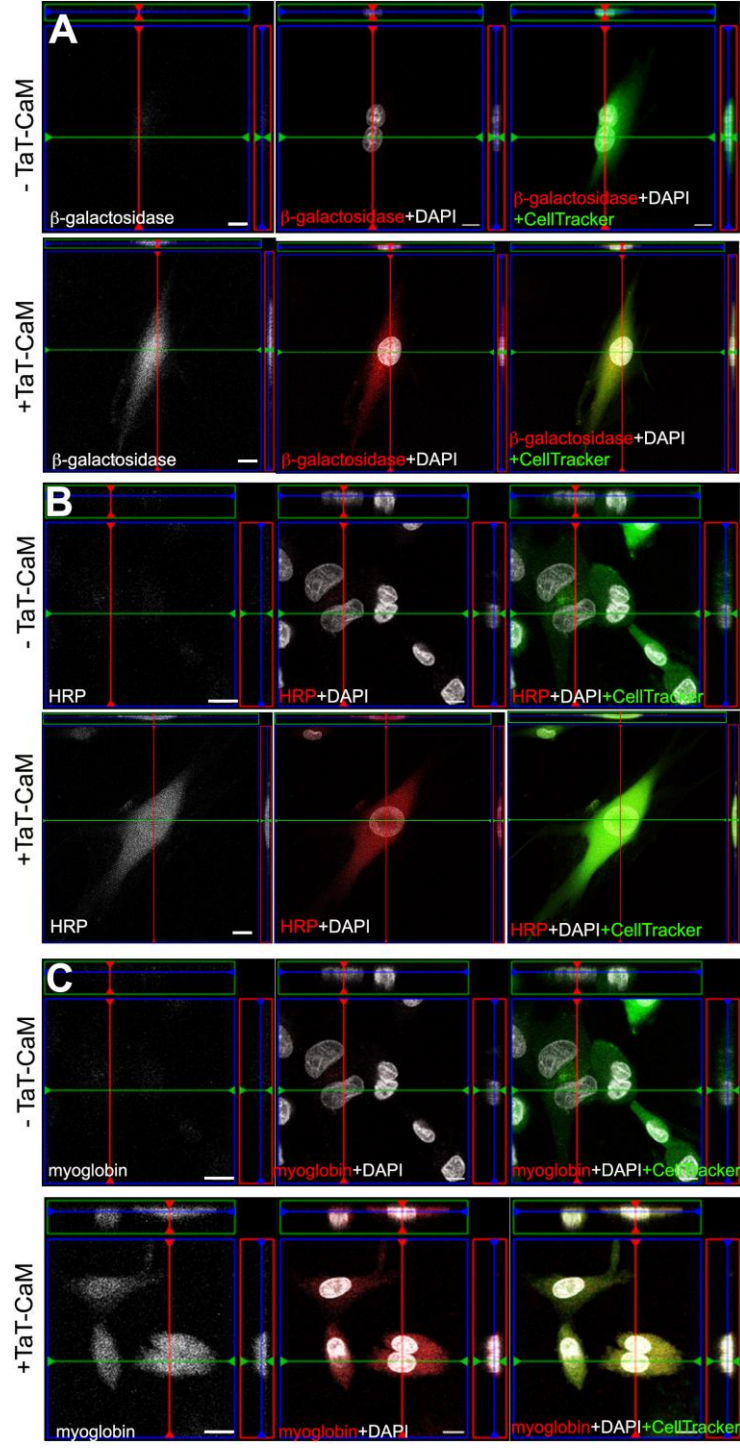 A
- TaT-CaM
β-galactosidase
β-galactosidase+DAPI
β-galactosidase+DAPI
+CellTracker
+TaT-CaM
β-galactosidase
β-galactosidase+DAPI
β-galactosidase+DAPI
+CellTracker
B
- TaT-CaM
HRP
HRP+DAPI
HRP+DAPI+CellTracker
+TaT-CaM
HRP
HRP+DAPI
HRP+DAPI+CellTracker
C
- TaT-CaM
myoglobin
myoglobin+DAPI
myoglobin+DAPI+CellTracker
+TaT-CaM
myoglobin
myoglobin+DAPI
myoglobin+DAPI+CellTracker